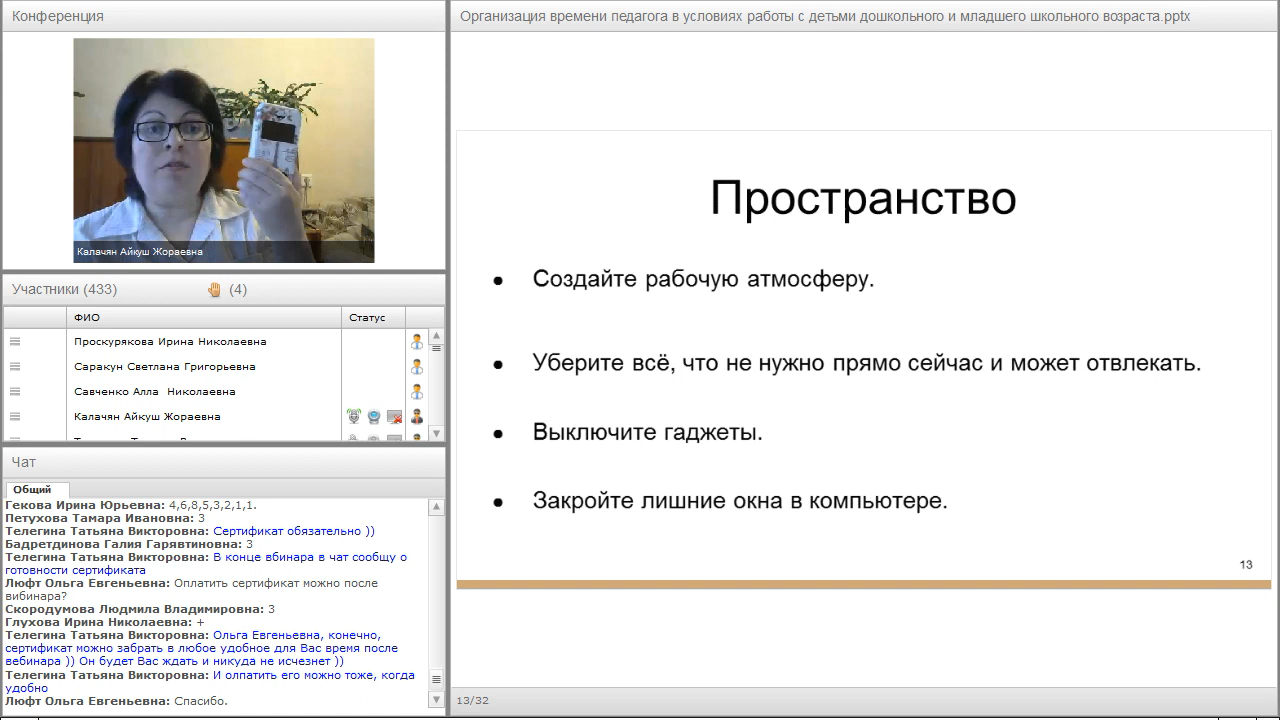 Конференция
Калачян Айкуш Жораевна
Участники (433)
(4)
ФИО
Статус
Проскурякова Ирина Николаевна
Саракун Светлана Григорьевна
Савченко Алла Николаевна
Калачян Айкуш Жораевна
Чат
Общий
Гекова Ирина Юрьевна: 4,6,8,5,3,2,1,1.
Петухова Тамара Ивановна: 3
Телегина Татьяна Викторовна: Сертификат обязательно ))
Бадретдинова Галия Гарявтиновна: 3
Телегина Татьяна Викторовна: В конце вбинара в чат сообщу о
готовности сертификата
Люфт Ольга Евгеньевна: Оплатить сертификат можно после
вибинара?
Скородумова Людмила Владимировна: 3
Глухова Ирина Николаевна: +
Телегина Татьяна Викторовна: Ольга Евгеньевна, конечно,
сертификат можно забрать в любое удобное для Вас время после
вебинара )) Он будет Вас ждать и никуда не исчезнет ))
Телегина Татьяна Викторовна: И олпатить его можно тоже, когда
удобно
Люфт Ольга Евгеньевна: Спасибо.
Организация времени педагога в условиях работы с детьми дошкольного и младшего школьного возраста.pptx
Пространство
• Создайте рабочую атмосферу.
• Уберите всё, что не нужно прямо сейчас и может отвлекать.
• Выключите гаджеты.
• Закройте лишние окна в компьютере.
13
13/32